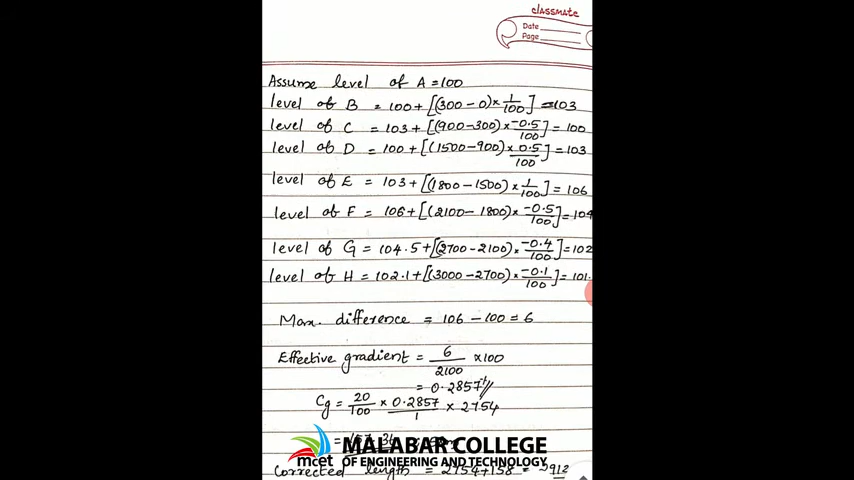 classmate
Date
Page
Assume level of A = 100
level of B = 100 + [(300 - 0) × 1/100] = 103
level of C = 103 + [(900 - 300) × -0.5/100] = 100
level of D = 100 + [(1500 - 900) × 0.5/100] = 103
level of E = 103 + [(1800 - 1500) × 1/100] = 106
level of F = 106 + [(2100 - 1800) × -0.5/100] = 104
level of G = 104.5 + [(2700 - 2100) × -0.4/100] = 102
level of H = 102.1 + [(3000 - 2700) × -0.1/100] = 101.
Max. difference = 106 - 100 = 6
Effective gradient = 6/2100 × 100
= 0.2857 //
Cg = 20/100 × 0.2857/1 × 2754
=
mcet MALABAR COLLEGE
OF ENGINEERING AND TECHNOLOGY
Corrected length = 2754 + 158 = 2912